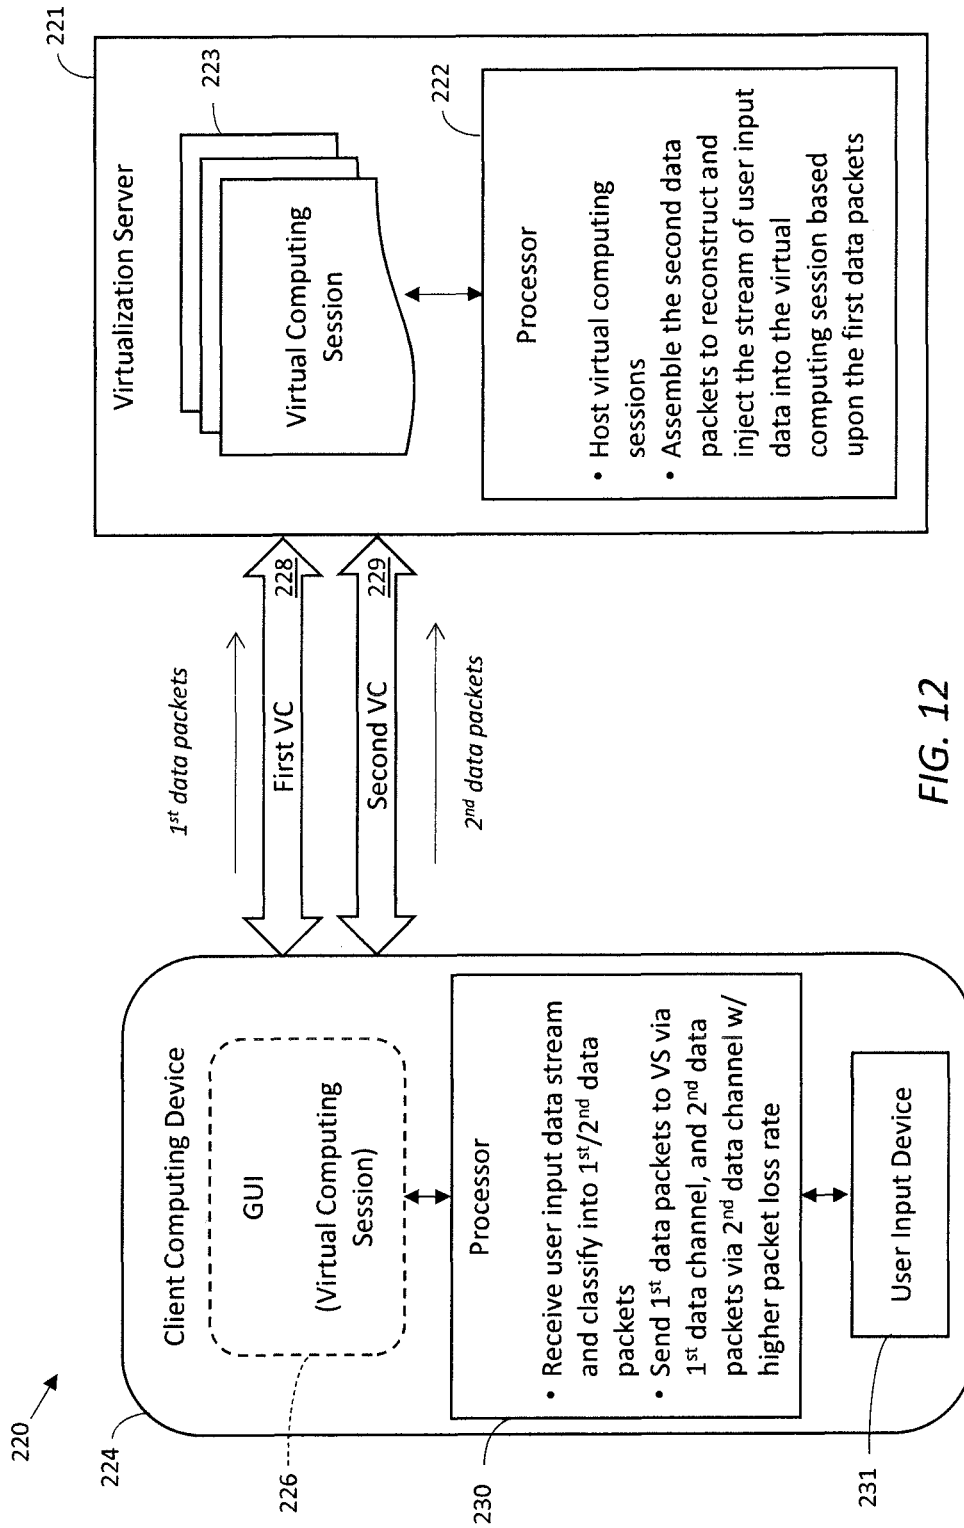 220
224
Client Computing Device
GUI
(Virtual Computing
Session)
226
Processor
• Receive user input data stream
and classify into 1st/2nd data
packets
• Send 1st data packets to VS via
1st data channel, and 2nd data
packets via 2nd data channel w/
higher packet loss rate
230
User Input Device
231
1st data packets
First VC
228
Second VC
229
2nd data packets
221
Virtualization Server
223
Virtual Computing
Session
222
Processor
• Host virtual computing
sessions
• Assemble the second data
packets to reconstruct and
inject the stream of user input
data into the virtual
computing session based
upon the first data packets
FIG. 12